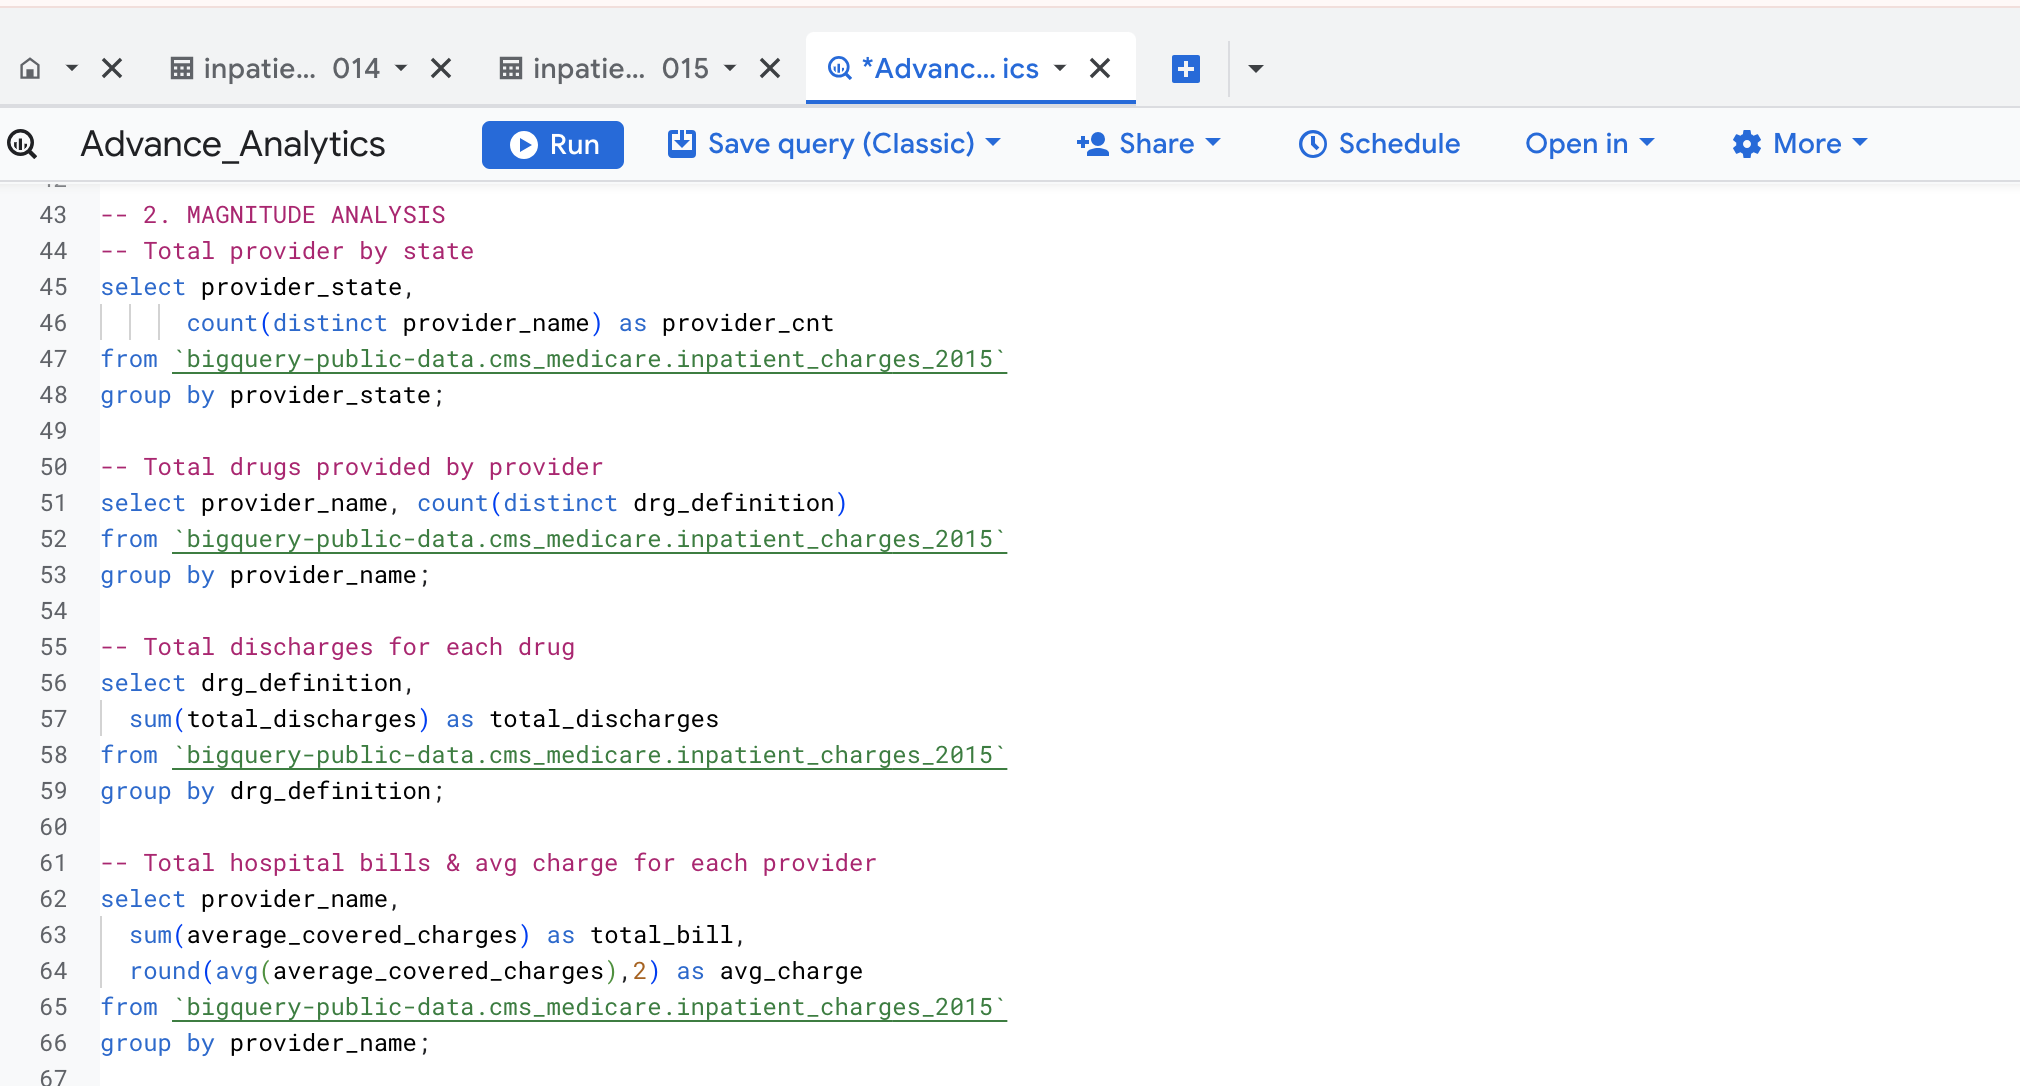 inpatie... 014
inpatie... 015
*Advanc... ics
Advance_Analytics
Run
Save query (Classic)
Share
Schedule
Open in
More
43 -- 2. MAGNITUDE ANALYSIS
44 -- Total provider by state
45 select provider_state,
46 count(distinct provider_name) as provider_cnt
47 from `bigquery-public-data.cms_medicare.inpatient_charges_2015`
48 group by provider_state;
49
50 -- Total drugs provided by provider
51 select provider_name, count(distinct drg_definition)
52 from `bigquery-public-data.cms_medicare.inpatient_charges_2015`
53 group by provider_name;
54
55 -- Total discharges for each drug
56 select drg_definition,
57 sum(total_discharges) as total_discharges
58 from `bigquery-public-data.cms_medicare.inpatient_charges_2015`
59 group by drg_definition;
60
61 -- Total hospital bills & avg charge for each provider
62 select provider_name,
63 sum(average_covered_charges) as total_bill,
64 round(avg(average_covered_charges),2) as avg_charge
65 from `bigquery-public-data.cms_medicare.inpatient_charges_2015`
66 group by provider_name;
67